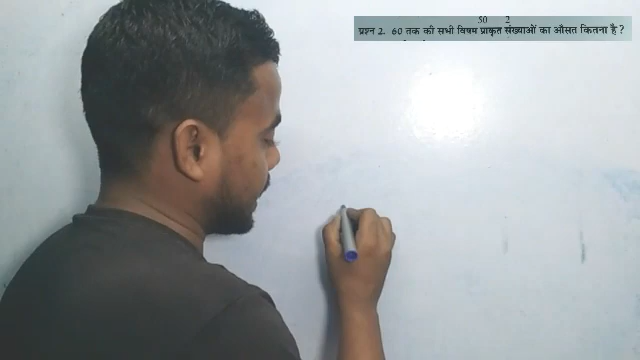 50 2
प्रश्न 2. 60 तक की सभी विषम प्राकृत संख्याओं का औसत कितना है ?